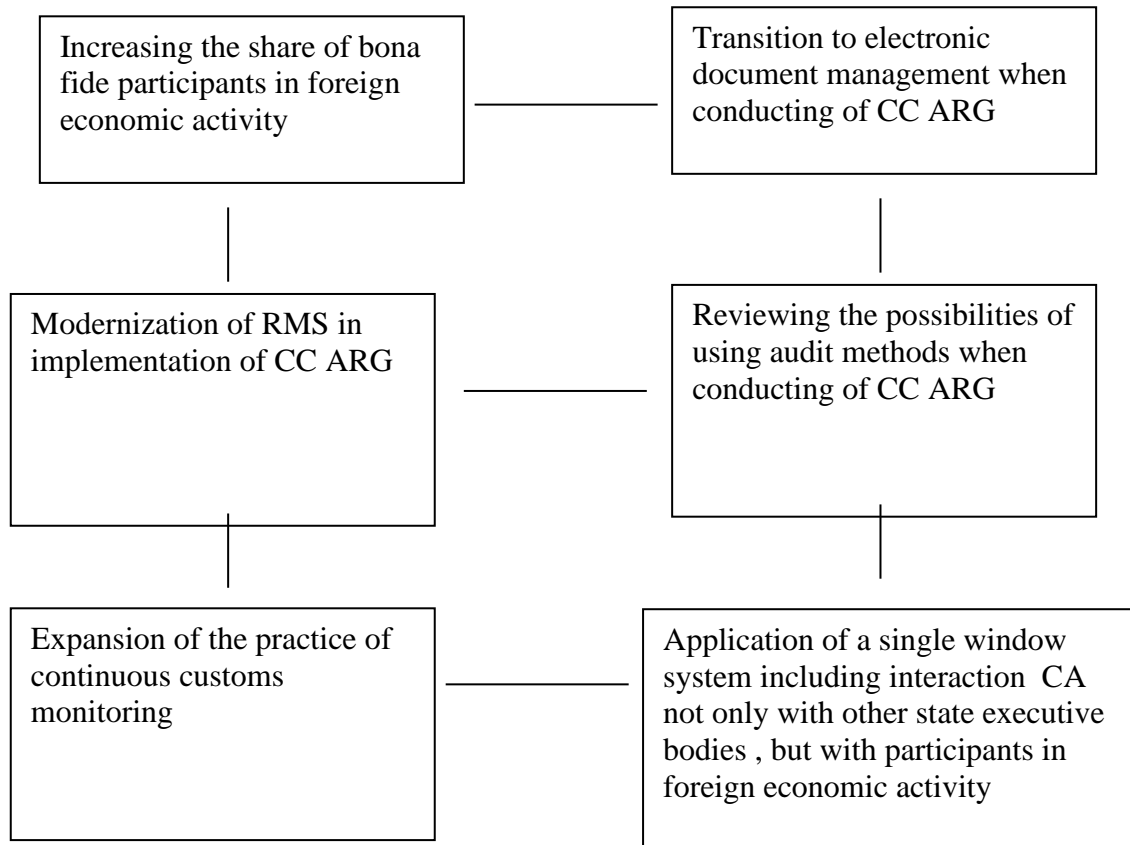 Increasing the share of bona
fide participants in foreign
economic activity
Transition to electronic
document management when
conducting of CC ARG
Modernization of RMS in
implementation of CC ARG
Reviewing the possibilities of
using audit methods when
conducting of CC ARG
Expansion of the practice of
continuous customs
monitoring
Application of a single window
system including interaction  CA
not only with other state executive
bodies , but with participants in
foreign economic activity